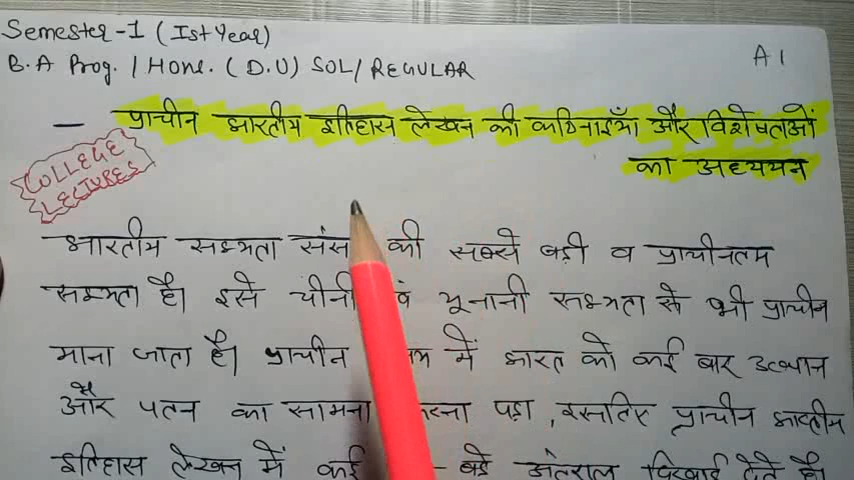 Semester-1 (Ist Year)
B.A Prog. / Hons. (D.U) SOL/REGULAR
A1
— प्राचीन भारतीय इतिहास लेखन की कठिनाइयाँ और विशेषताओं
का अध्ययन
COLLEGE
LECTURES
भारतीय सभ्यता संसा की सबसे बड़ी व प्राचीनतम
सभ्यता है। इसे चीनी एवं यूनानी सभ्यता से भी प्राचीन
माना जाता है। प्राचीन में भारत को कई बार उत्थान
और पतन का सामना करना पड़ा, इसलिए प्राचीन भारतीय
इतिहास लेखन में कई - बड़े अंतराल दिखाई देते है।